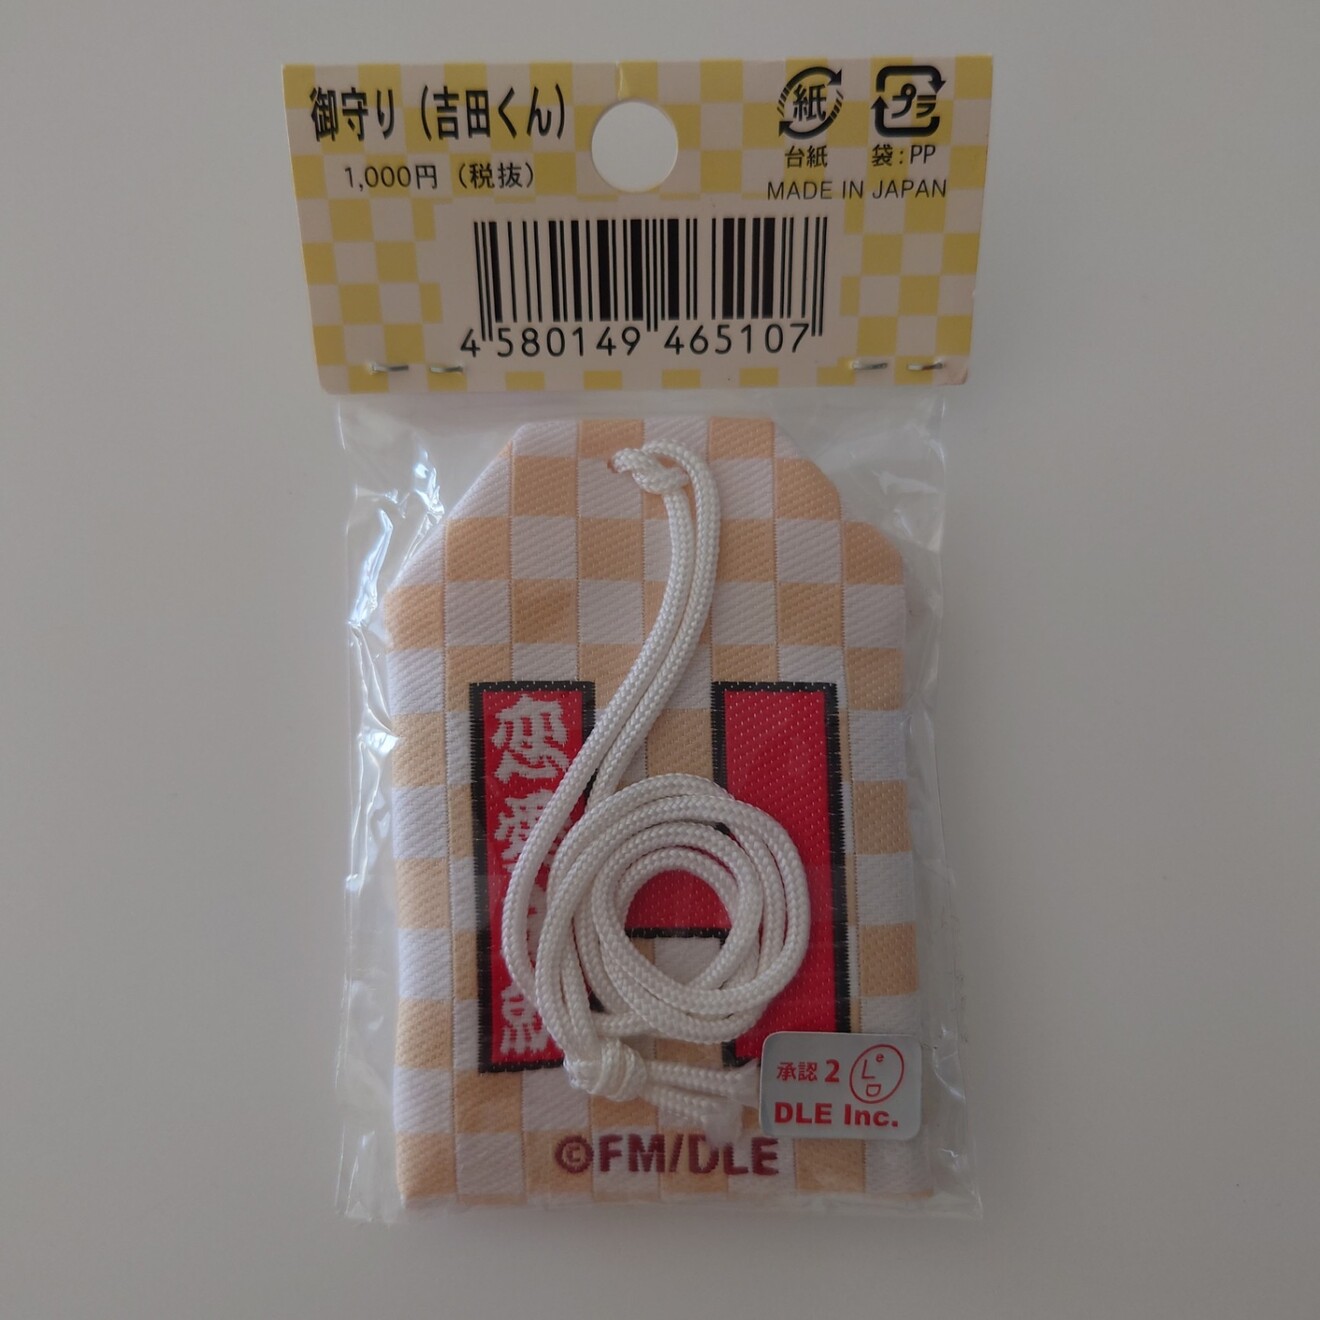 御守り（吉田くん）
1,000円（税抜）
紙
プラ
台紙 袋:PP
MADE IN JAPAN
4 580149 465107
恋愛
承認2
DLE
DLE Inc.
©FM/DLE